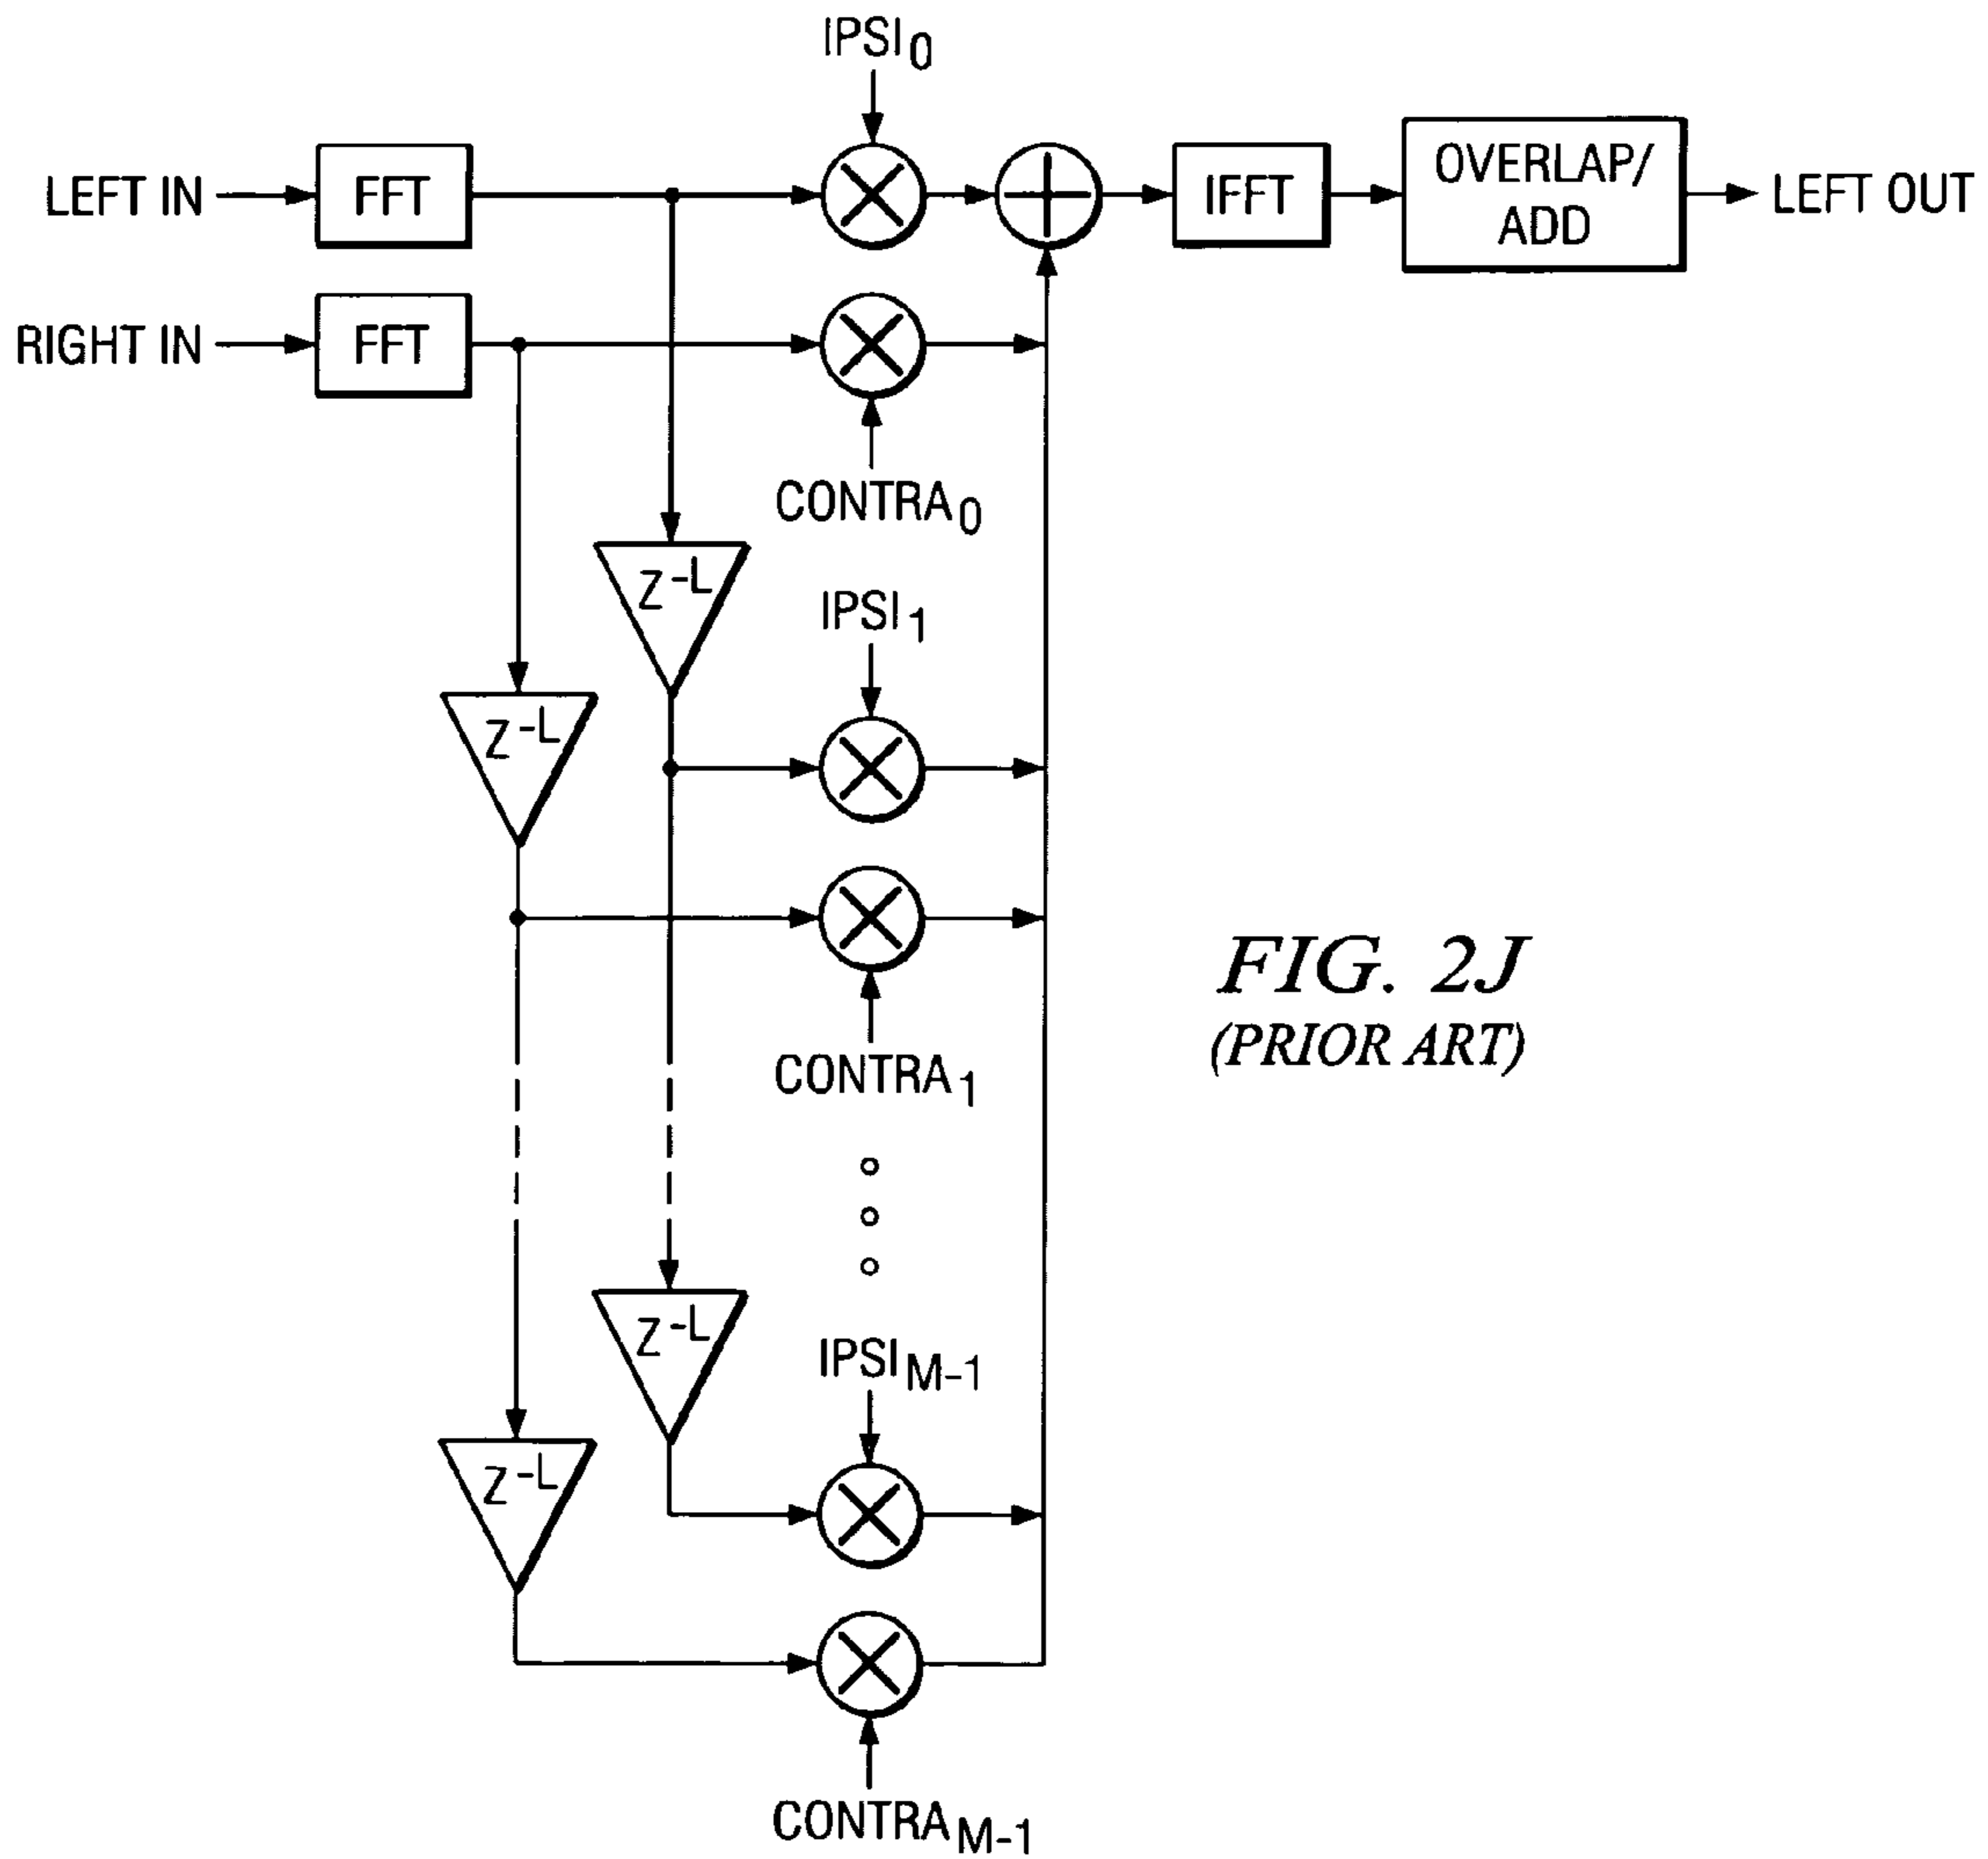 IPSI0
LEFT IN
FFT
IFFT
OVERLAP/
ADD
LEFT OUT
RIGHT IN
FFT
CONTRA0
Z-L
IPSI1
Z-L
FIG. 2J
(PRIOR ART)
CONTRA1
Z-L
IPSIM-1
Z-L
CONTRAM-1